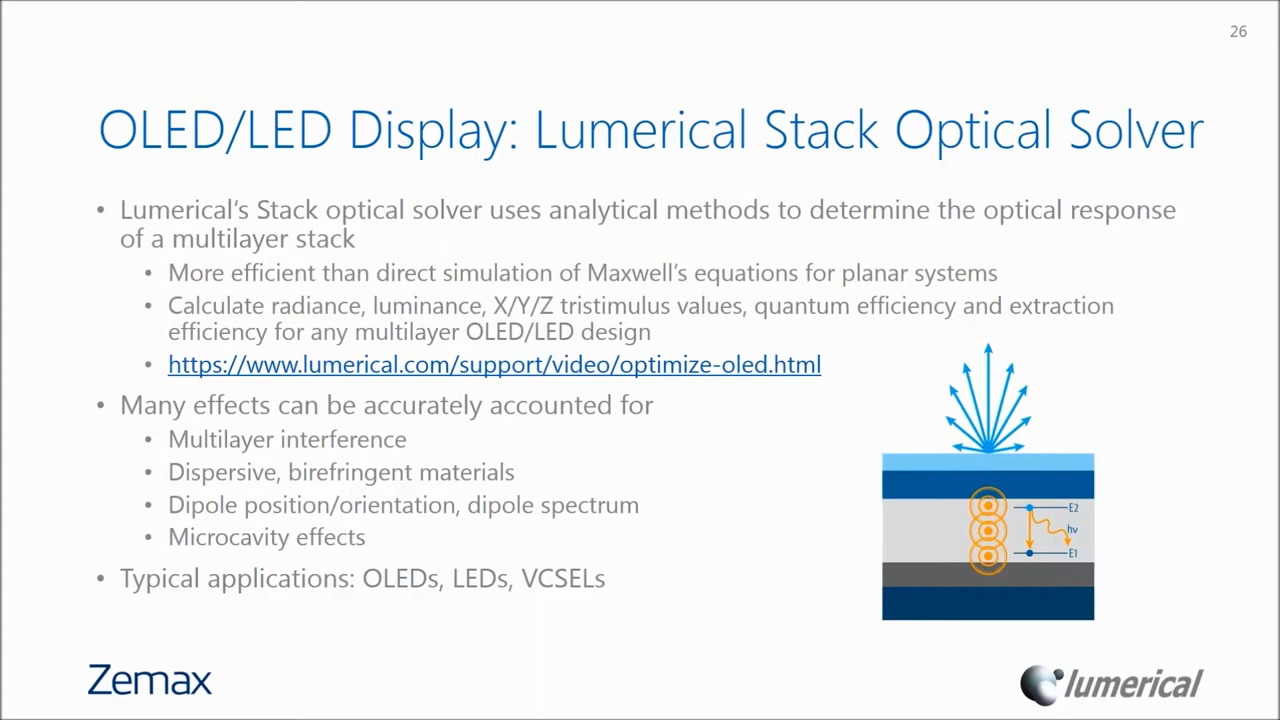 26
OLED/LED Display: Lumerical Stack Optical Solver
• Lumerical's Stack optical solver uses analytical methods to determine the optical response
of a multilayer stack
• More efficient than direct simulation of Maxwell's equations for planar systems
• Calculate radiance, luminance, X/Y/Z tristimulus values, quantum efficiency and extraction
efficiency for any multilayer OLED/LED design
• https://www.lumerical.com/support/video/optimize-oled.html
• Many effects can be accurately accounted for
• Multilayer interference
• Dispersive, birefringent materials
• Dipole position/orientation, dipole spectrum
• Microcavity effects
• Typical applications: OLEDs, LEDs, VCSELs
E2
hν
E1
Zemax
lumerical